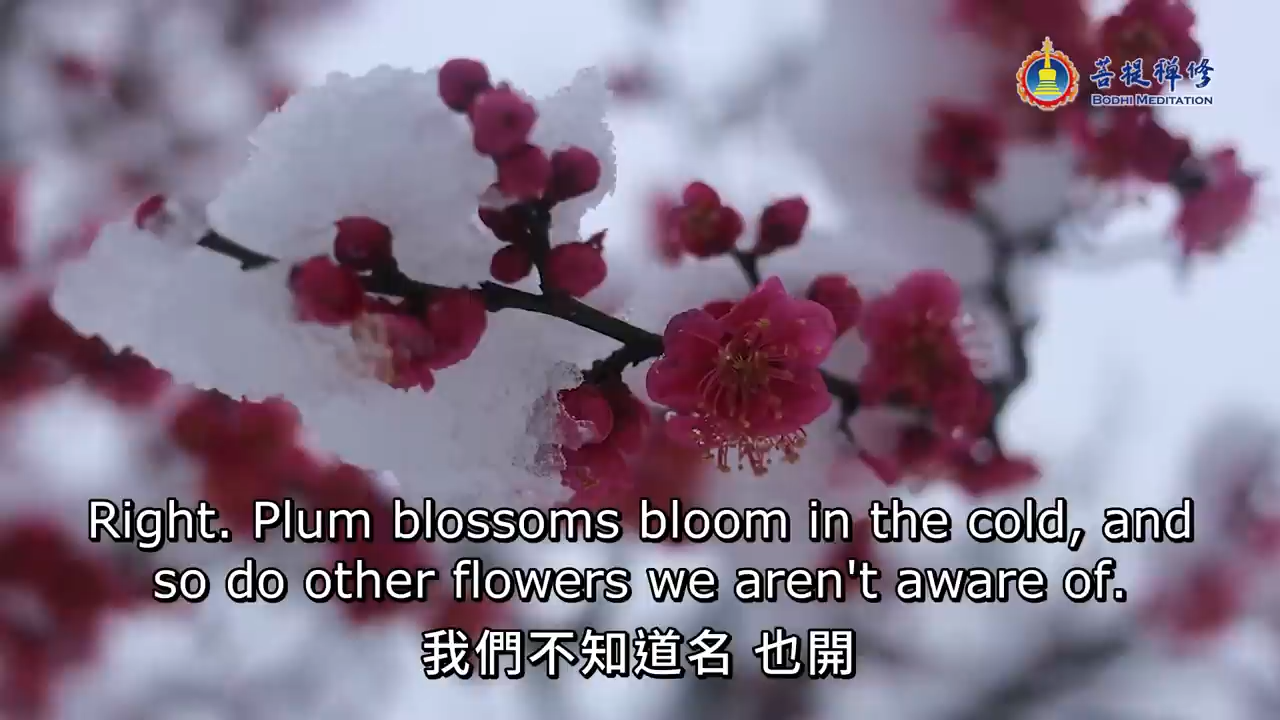 菩提禪修
BODHI MEDITATION
Right. Plum blossoms bloom in the cold, and
so do other flowers we aren't aware of.
我們不知道名 也開